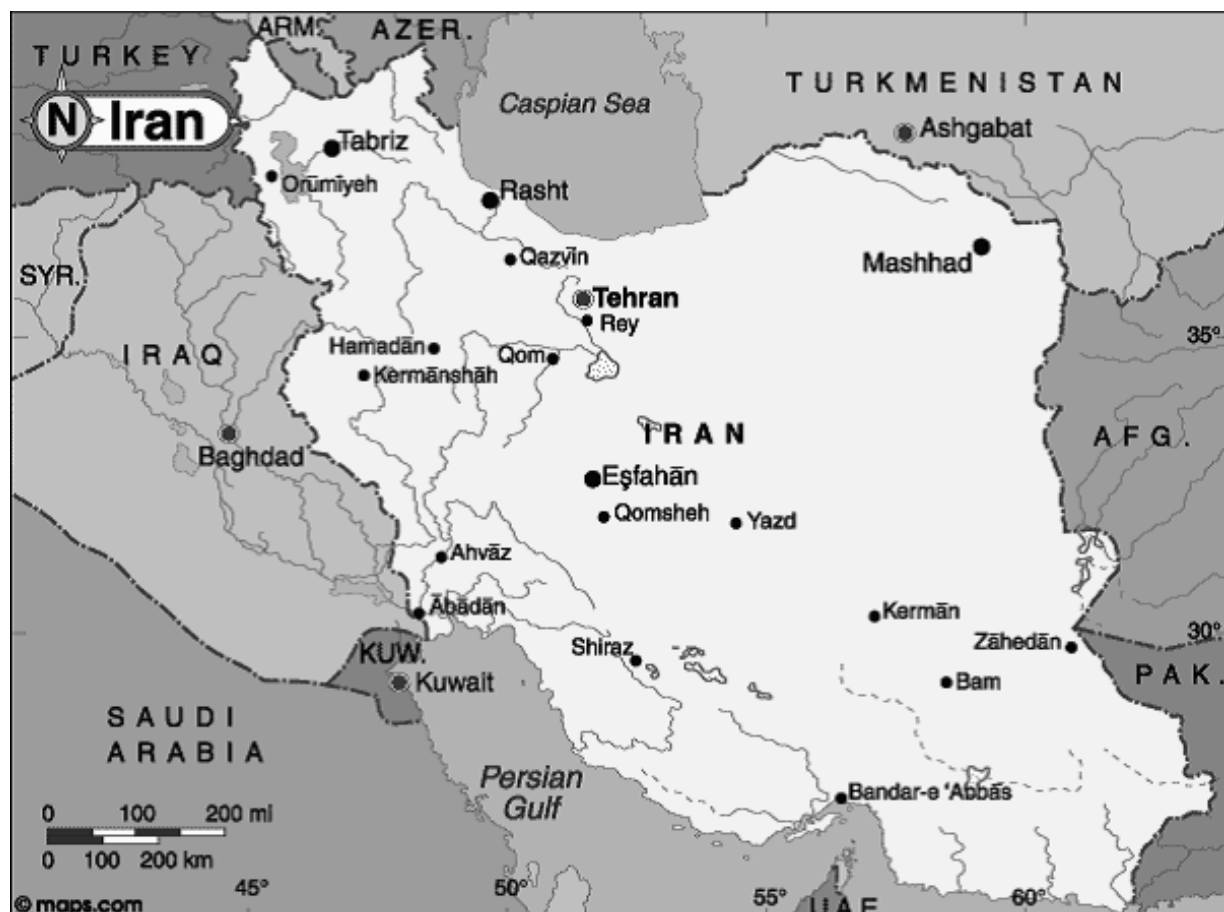 ARM.
AZER.
TURKEY
Caspian Sea
TURKMENISTAN
N Iran
Ashgabat
Tabriz
Orūmīyeh
Rasht
Mashhad
Qazvīn
SYR.
Tehran
Rey
35°
IRAQ
Hamadān
Qom
Kermānshāh
IRAN
AFG.
Baghdad
Eşfahān
Qomsheh
Yazd
Ahvāz
Ābādān
Kermān
30°
Zāhedān
KUW.
Shiraz
Kuwait
Bam
PAK.
SAUDI
ARABIA
Persian
Gulf
Bandar-e ‘Abbās
0 100 200 mi
0 100 200 km
45°
50°
55°
60°
© maps.com
UAE